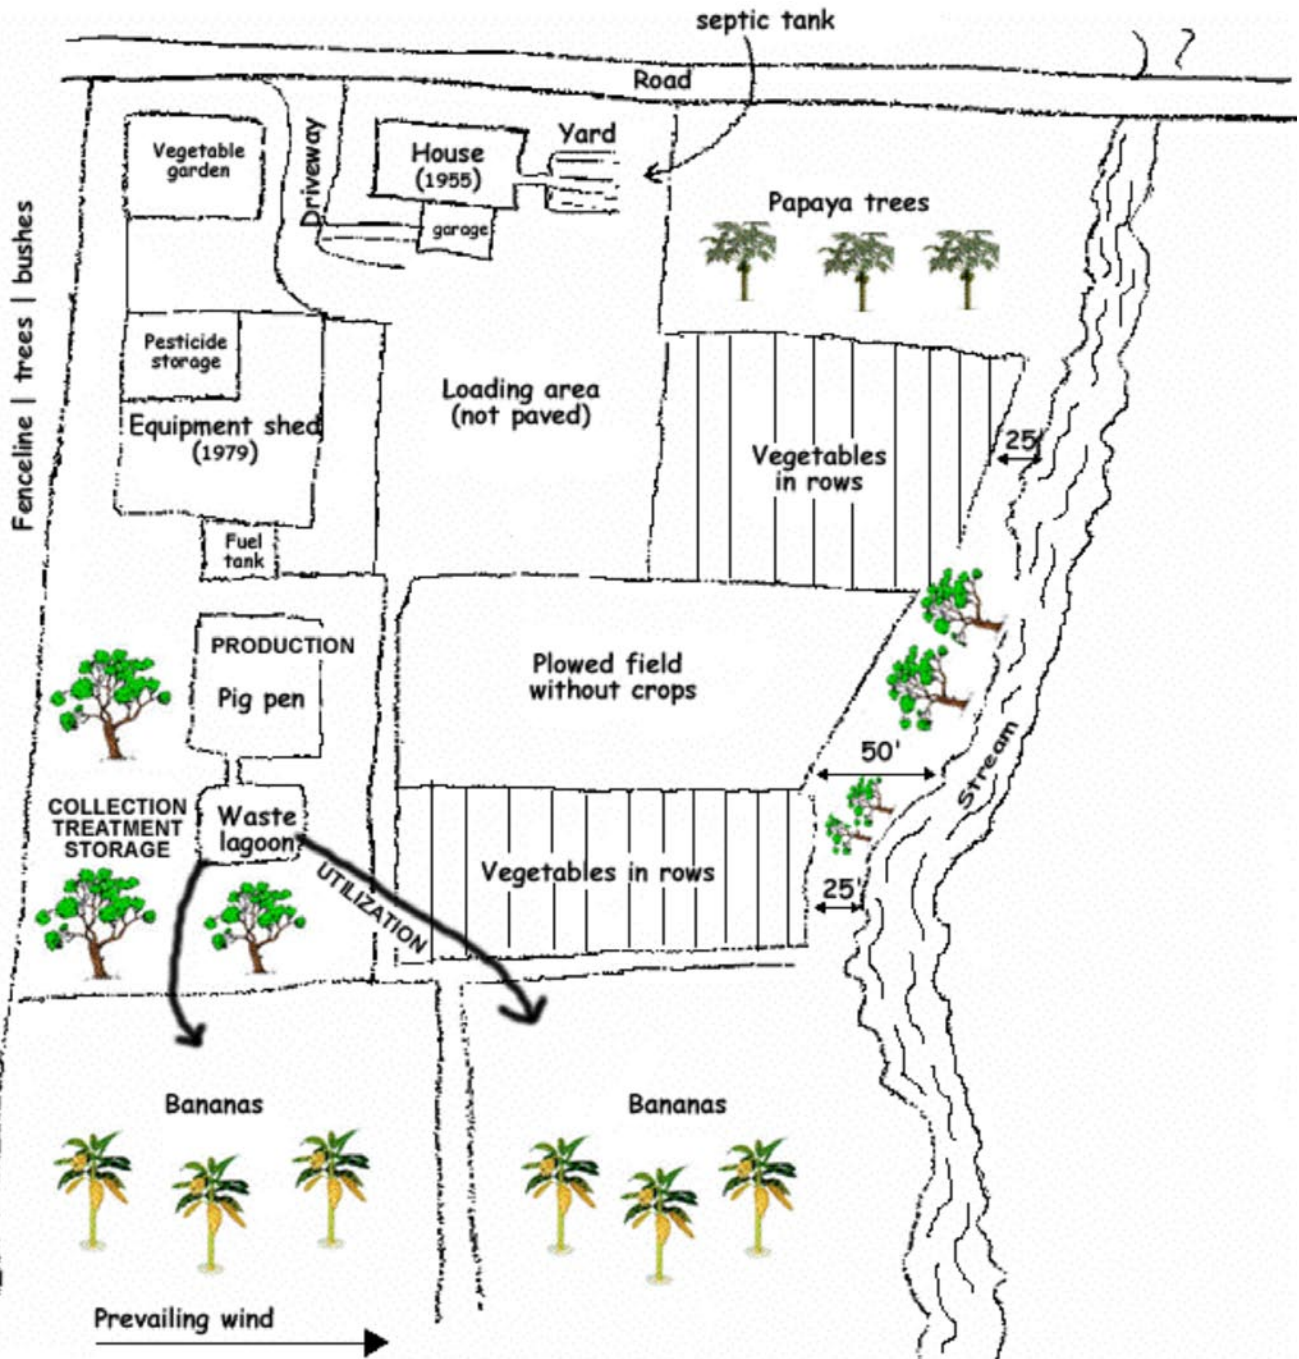 septic tank
Road
Vegetable
garden
Driveway
House
(1955)
Yard
garage
Papaya trees
Fenceline | trees | bushes
Pesticide
storage
Equipment shed
(1979)
Loading area
(not paved)
Vegetables
in rows
25'
Fuel
tank
PRODUCTION
Pig pen
Plowed field
without crops
50'
Stream
COLLECTION
TREATMENT
STORAGE
Waste
lagoon
UTILIZATION
Vegetables in rows
25'
Bananas
Bananas
Prevailing wind